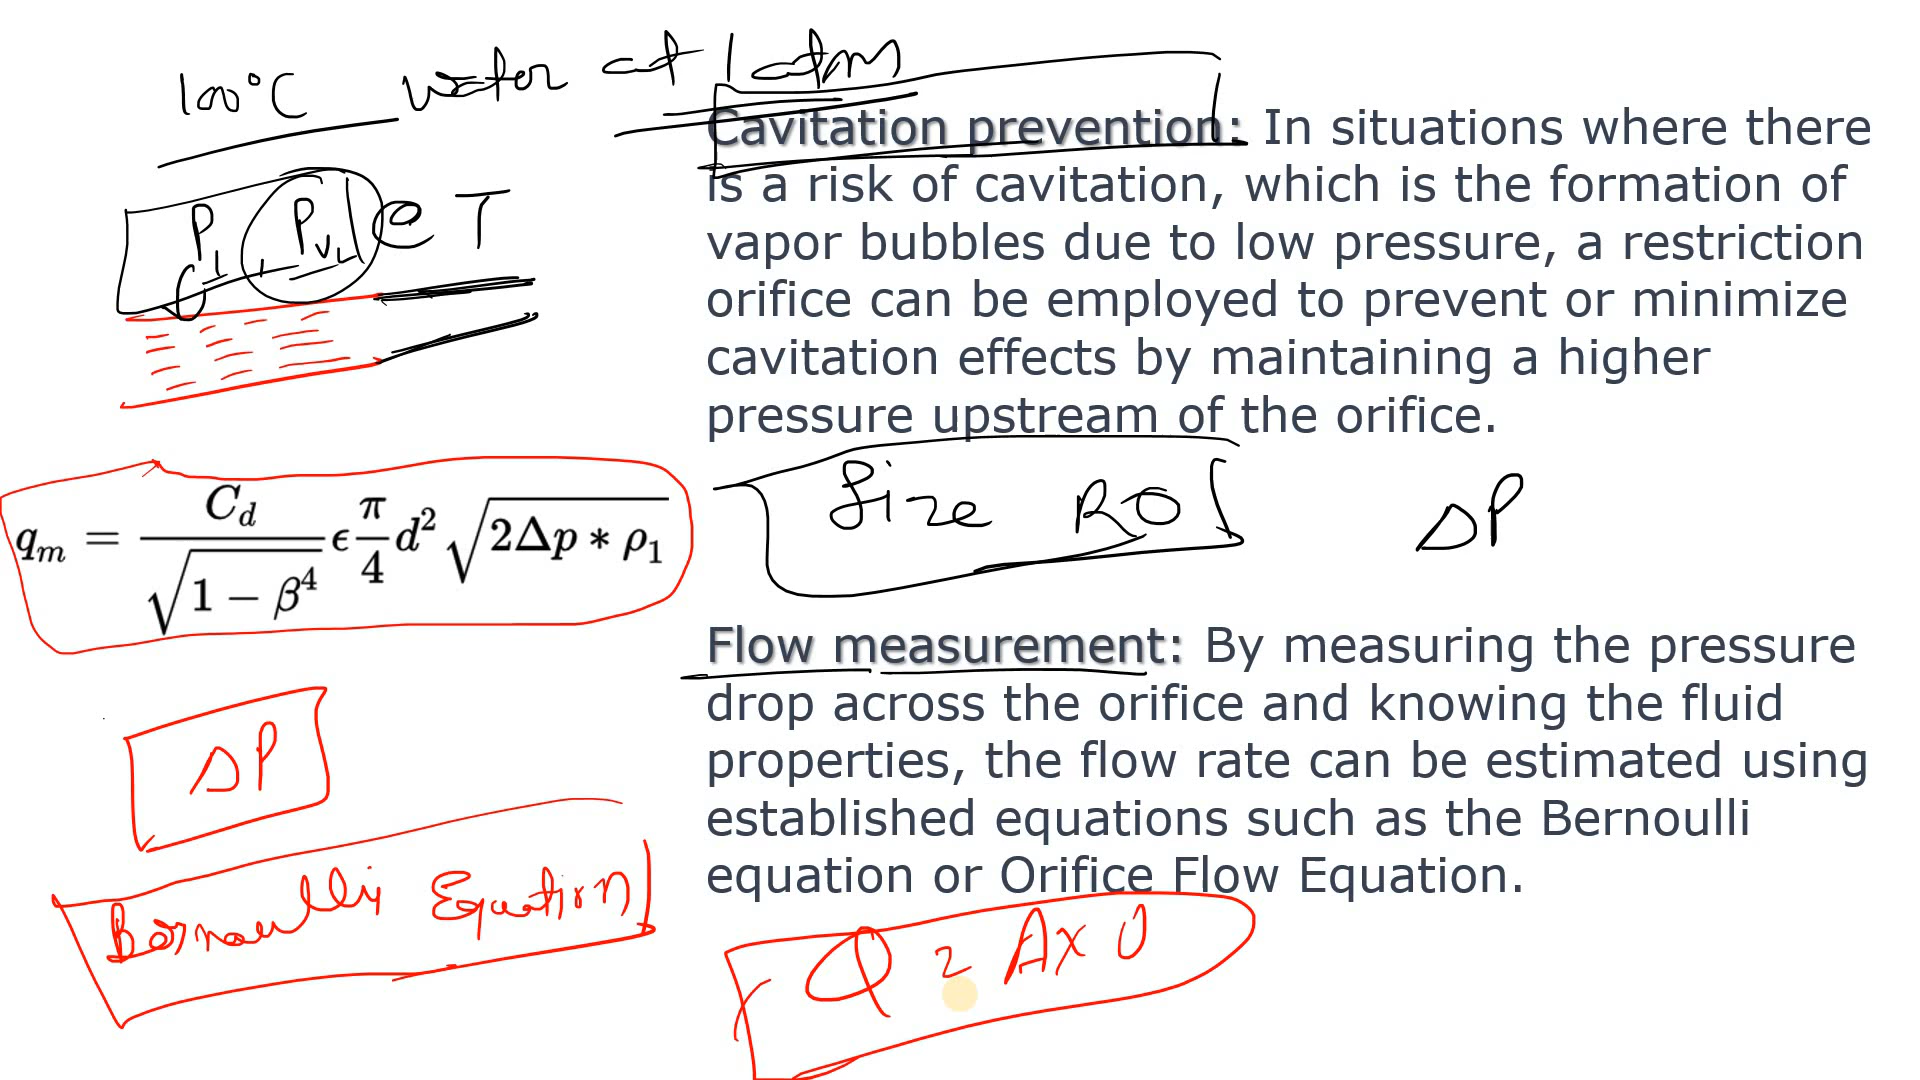 100°C water at 1 atm
P1, PV1 @ T
Cavitation prevention: In situations where there
is a risk of cavitation, which is the formation of
vapor bubbles due to low pressure, a restriction
orifice can be employed to prevent or minimize
cavitation effects by maintaining a higher
pressure upstream of the orifice.
Size RO
ΔP
q_m = C_d / √(1 − β^4) ϵ π/4 d^2 √(2Δp * ρ_1)
Flow measurement: By measuring the pressure
drop across the orifice and knowing the fluid
properties, the flow rate can be estimated using
established equations such as the Bernoulli
equation or Orifice Flow Equation.
ΔP
Bernoulli's Equation
Q = A x V